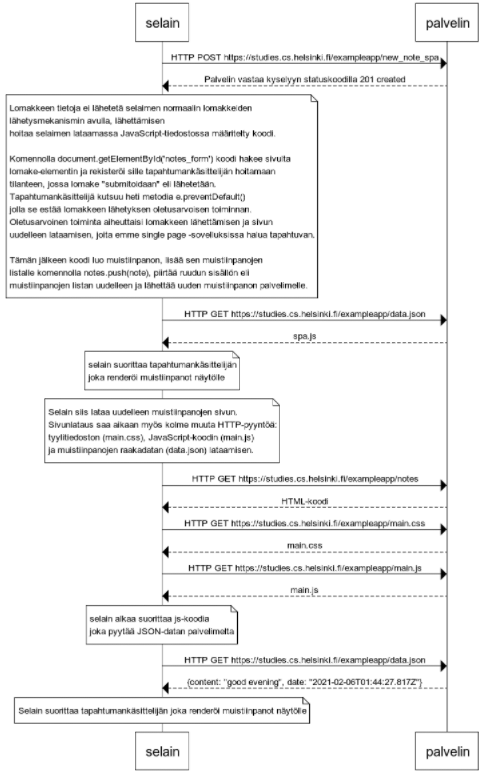 selain palvelin
HTTP POST https://studies.cs.helsinki.fi/exampleapp/new_note_spa
Palvelin vastaa kyselyyn statuskoodilla 201 created
Lomakkeen tietoja ei lähetetä selaimen normaalin lomakkeiden
lähetysmekanismin avulla, lähettämisen
hoitaa selaimen lataamassa JavaScript-tiedostossa määritelty koodi.
Komennolla document.getElementById('notes_form') koodi hakee sivulta
lomake-elementin ja rekisteröi sille tapahtumankäsittelijän hoitamaan
tilanteen, jossa lomake "submitoidaan" eli lähetetään.
Tapahtumankäsittelijä kutsuu heti metodia e.preventDefault()
jolla se estää lomakkeen lähetyksen oletusarvoisen toiminnan.
Oletusarvoinen toiminta aiheuttaisi lomakkeen lähettämisen ja sivun
uudelleen lataamisen, joita emme single page -sovelluksissa halua tapahtuvan.
Tämän jälkeen koodi luo muistiinpanon, lisää sen muistiinpanojen
listalle komennolla notes.push(note), piirtää ruudun sisällön eli
muistiinpanojen listan uudelleen ja lähettää uuden muistiinpanon palvelimelle.
HTTP GET https://studies.cs.helsinki.fi/exampleapp/data.json
spa.js
selain suorittaa tapahtumankäsittelijän
joka renderöi muistiinpanot näytölle
Selain siis lataa uudelleen muistiinpanojen sivun.
Sivunlataus saa aikaan myös kolme muuta HTTP-pyyntöä:
tyylitiedoston (main.css), JavaScript-koodin (main.js)
ja muistiinpanojen raakadatan (data.json) lataamisen.
HTTP GET https://studies.cs.helsinki.fi/exampleapp/notes
HTML-koodi
HTTP GET https://studies.cs.helsinki.fi/exampleapp/main.css
main.css
HTTP GET https://studies.cs.helsinki.fi/exampleapp/main.js
main.js
selain alkaa suorittaa js-koodia
joka pyytää JSON-datan palvelimelta
HTTP GET https://studies.cs.helsinki.fi/exampleapp/data.json
{content: "good evening", date: "2021-02-06T01:44:27.817Z"}
Selain suorittaa tapahtumankäsittelijän joka renderöi muistiinpanot näytölle
selain palvelin